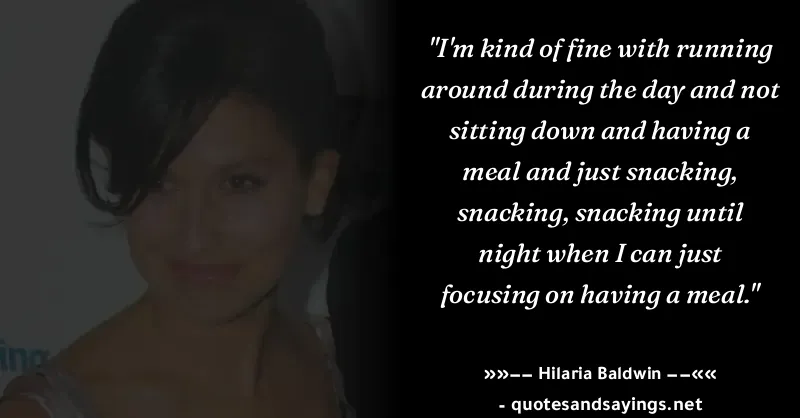 "I'm kind of fine with running
around during the day and not
sitting down and having a
meal and just snacking,
snacking, snacking until
night when I can just
focusing on having a meal."
»»–– Hilaria Baldwin ––««
- quotesandsayings.net
ing